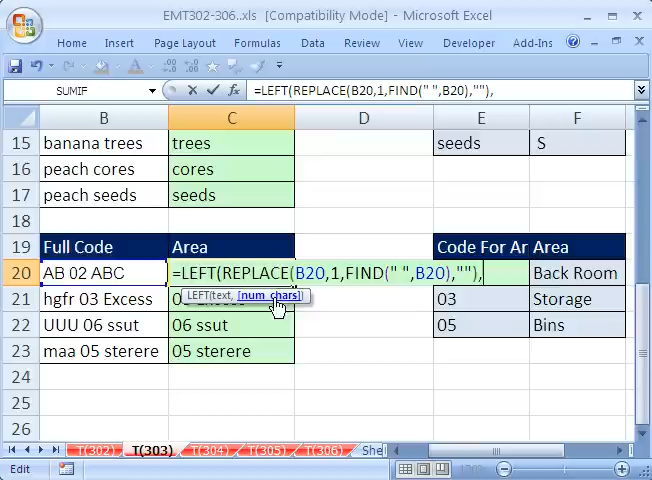 EMT302-306..xls [Compatibility Mode] - Microsoft Excel
Home Insert Page Layout Formulas Data Review View Developer Add-Ins
SUMIF =LEFT(REPLACE(B20,1,FIND(" ",B20),""),
B C D E F
15 banana trees trees seeds S
16 peach cores cores
17 peach seeds seeds
18
19 Full Code Area Code For Ar Area
20 AB 02 ABC =LEFT(REPLACE(B20,1,FIND(" ",B20),""), Back Room
LEFT(text, [num_chars])
21 hgfr 03 Excess 03 Storage
22 UUU 06 ssut 06 ssut 05 Bins
23 maa 05 sterere 05 sterere
24
25
26
T(302) T(303) T(304) T(305) T(306) She
Edit